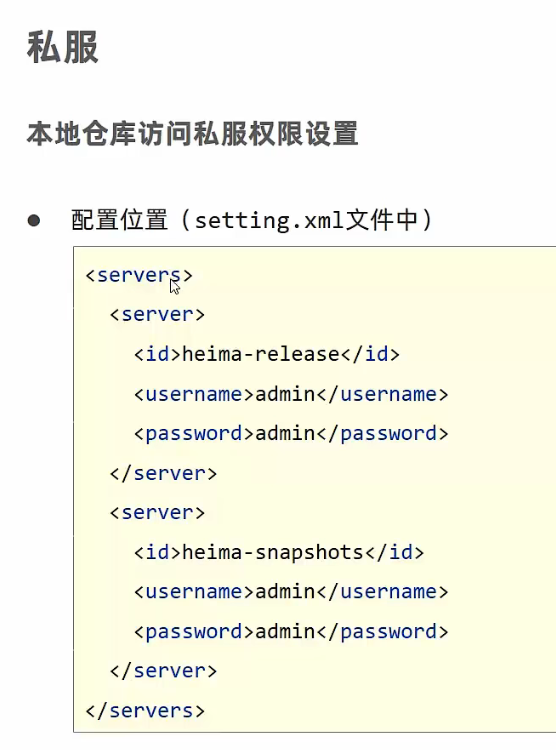 私服
本地仓库访问私服权限设置
● 配置位置（setting.xml文件中）
<servers>
<server>
<id>heima-release</id>
<username>admin</username>
<password>admin</password>
</server>
<server>
<id>heima-snapshots</id>
<username>admin</username>
<password>admin</password>
</server>
</servers>